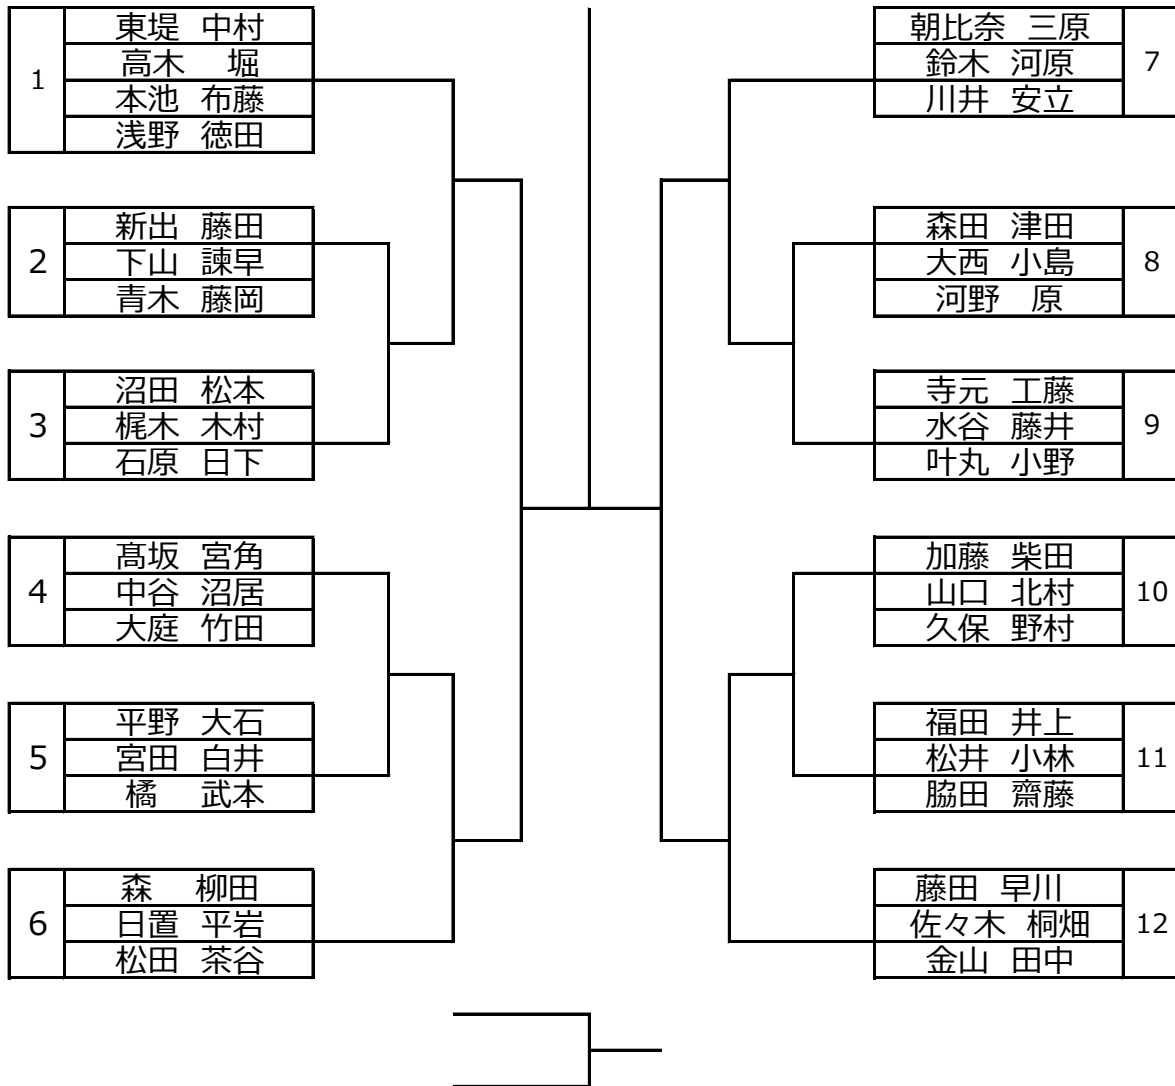 1
東堤 中村
高木 堀
本池 布藤
浅野 徳田
2
新出 藤田
下山 諫早
青木 藤岡
3
沼田 松本
梶木 木村
石原 日下
4
髙坂 宮角
中谷 沼居
大庭 竹田
5
平野 大石
宮田 白井
橘 武本
6
森 柳田
日置 平岩
松田 茶谷
朝比奈 三原
鈴木 河原
川井 安立
7
森田 津田
大西 小島
河野 原
8
寺元 工藤
水谷 藤井
叶丸 小野
9
加藤 柴田
山口 北村
久保 野村
10
福田 井上
松井 小林
脇田 齋藤
11
藤田 早川
佐々木 桐畑
金山 田中
12